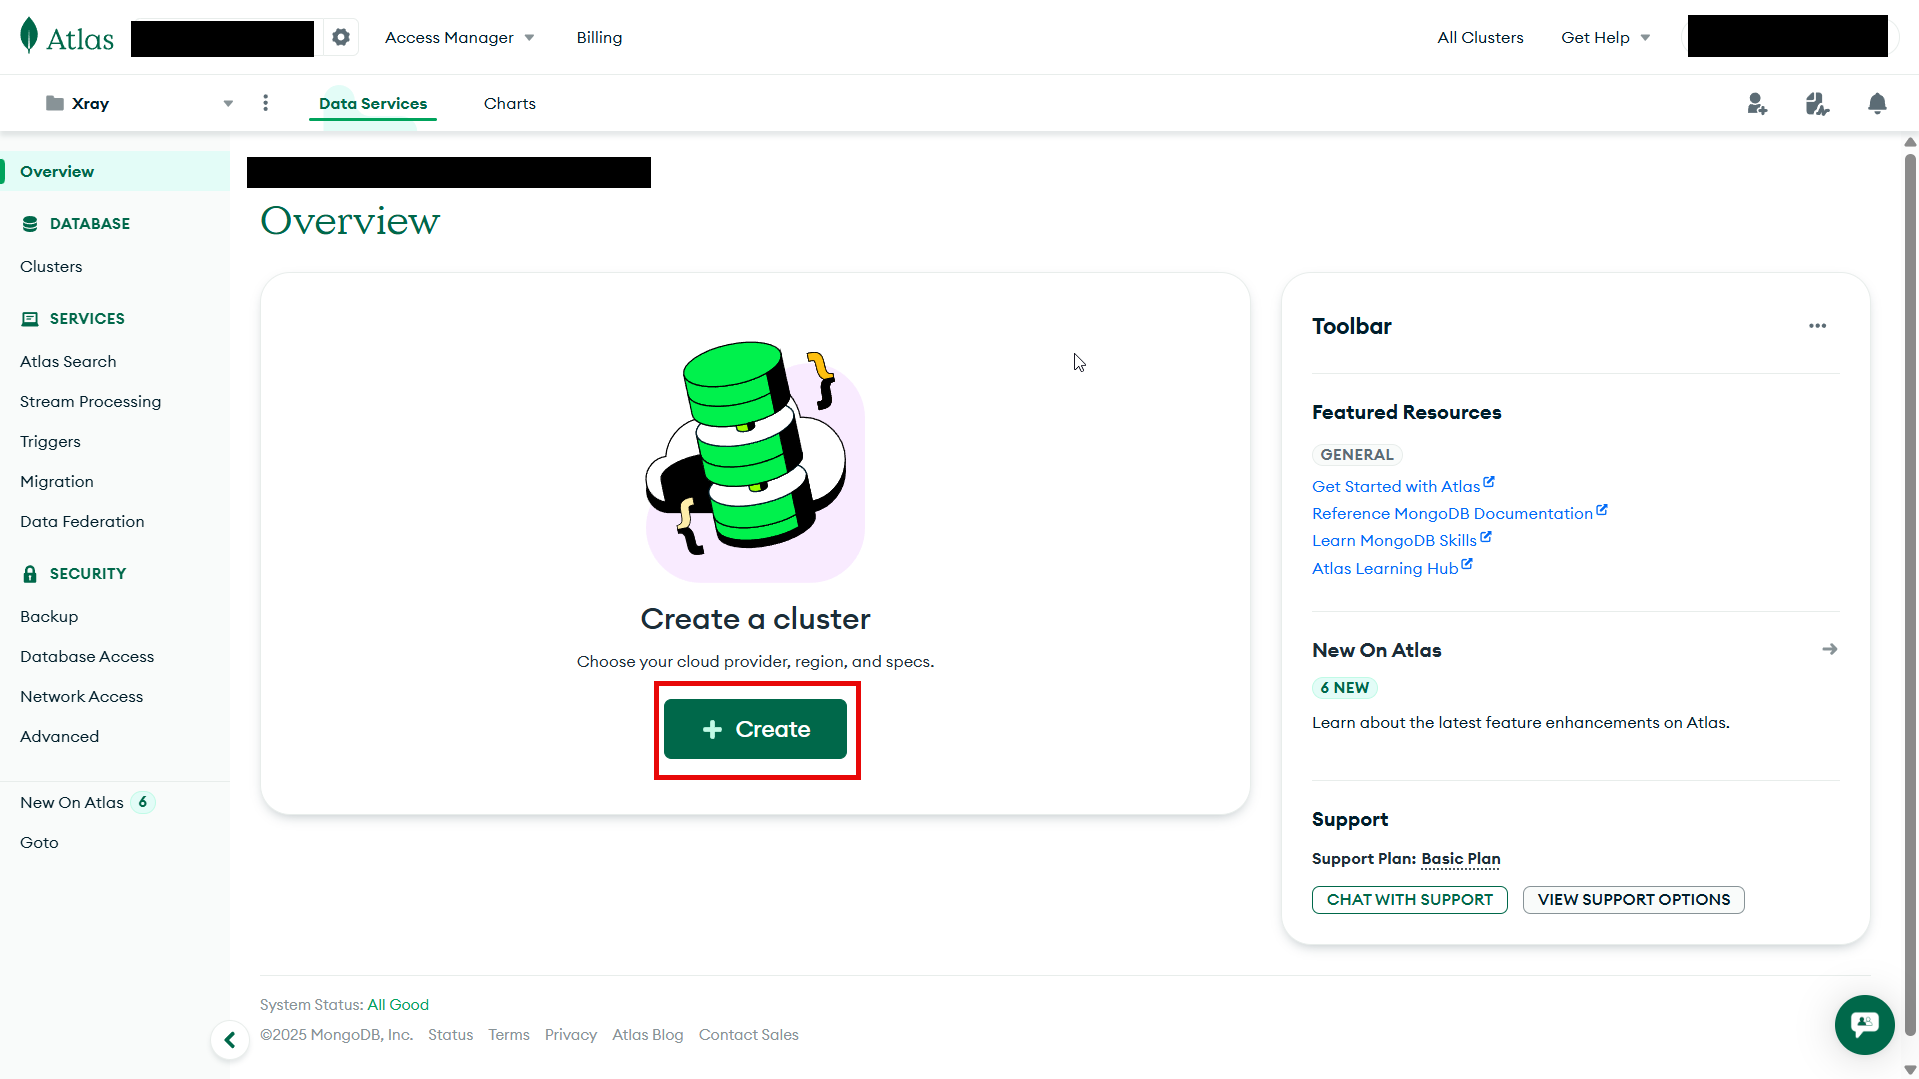 Atlas
Access Manager
Billing
All Clusters
Get Help
Xray
Data Services
Charts
Overview
DATABASE
Clusters
SERVICES
Atlas Search
Stream Processing
Triggers
Migration
Data Federation
SECURITY
Backup
Database Access
Network Access
Advanced
New On Atlas 6
Goto
Overview
Create a cluster
Choose your cloud provider, region, and specs.
+ Create
Toolbar
Featured Resources
GENERAL
Get Started with Atlas
Reference MongoDB Documentation
Learn MongoDB Skills
Atlas Learning Hub
New On Atlas
6 NEW
Learn about the latest feature enhancements on Atlas.
Support
Support Plan: Basic Plan
CHAT WITH SUPPORT
VIEW SUPPORT OPTIONS
System Status: All Good
©2025 MongoDB, Inc. Status Terms Privacy Atlas Blog Contact Sales